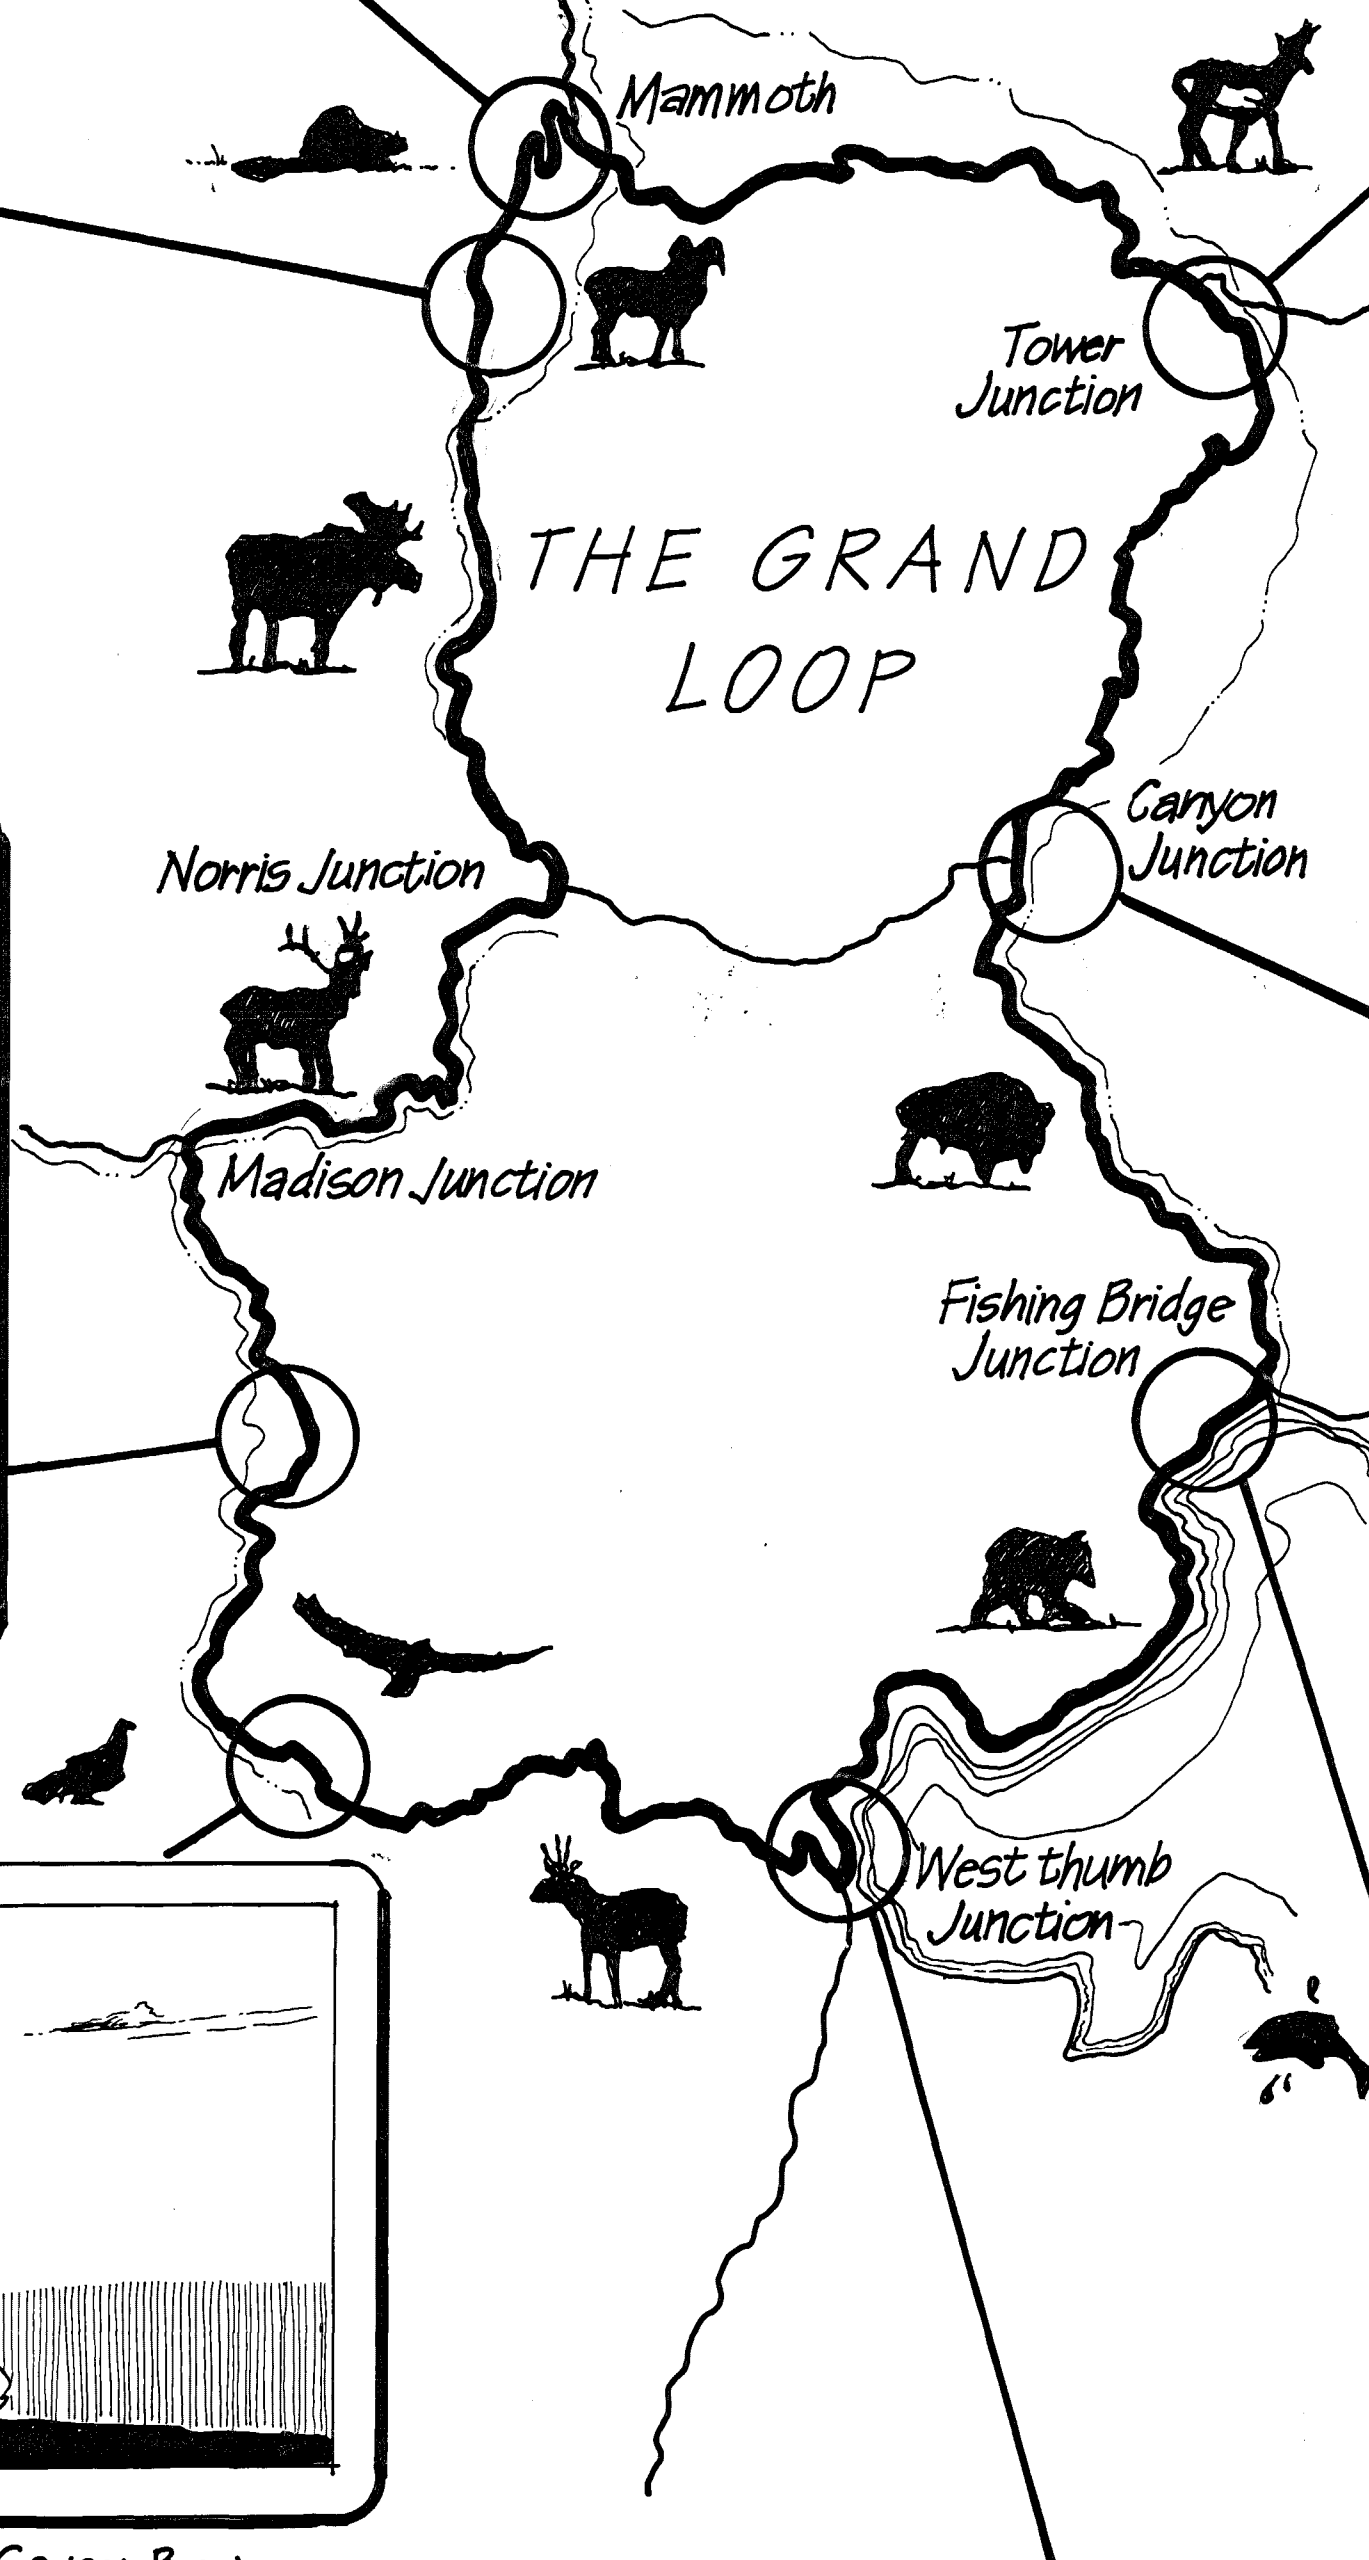 Mammoth
Tower
Junction
THE GRAND
LOOP
Canyon
Junction
Norris Junction
Madison Junction
Fishing Bridge
Junction
West thumb
Junction